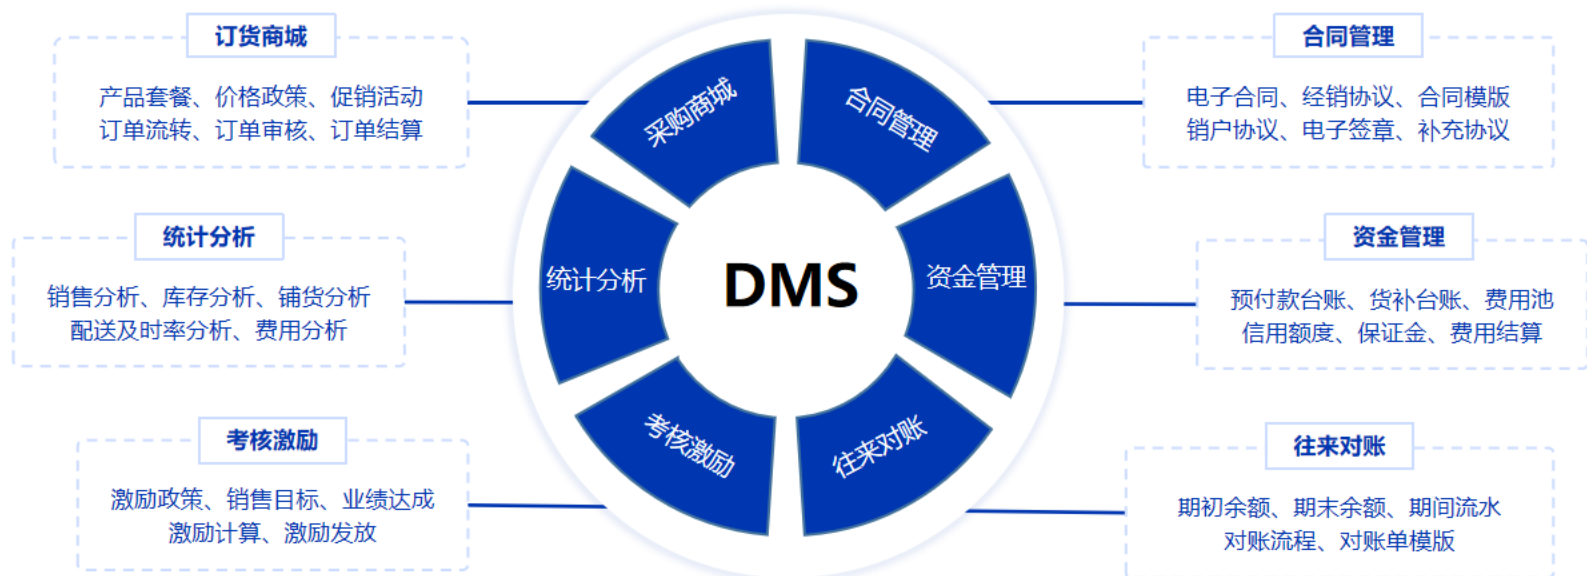 订货商城
产品套餐、价格政策、促销活动
订单流转、订单审核、订单结算
统计分析
销售分析、库存分析、铺货分析
配送及时率分析、费用分析
考核激励
激励政策、销售目标、业绩达成
激励计算、激励发放
采购商城
合同管理
统计分析
DMS
资金管理
考核激励
往来对账
合同管理
电子合同、经销协议、合同模版
销户协议、电子签章、补充协议
资金管理
预付款台账、货补台账、费用池
信用额度、保证金、费用结算
往来对账
期初余额、期末余额、期间流水
对账流程、对账单模版